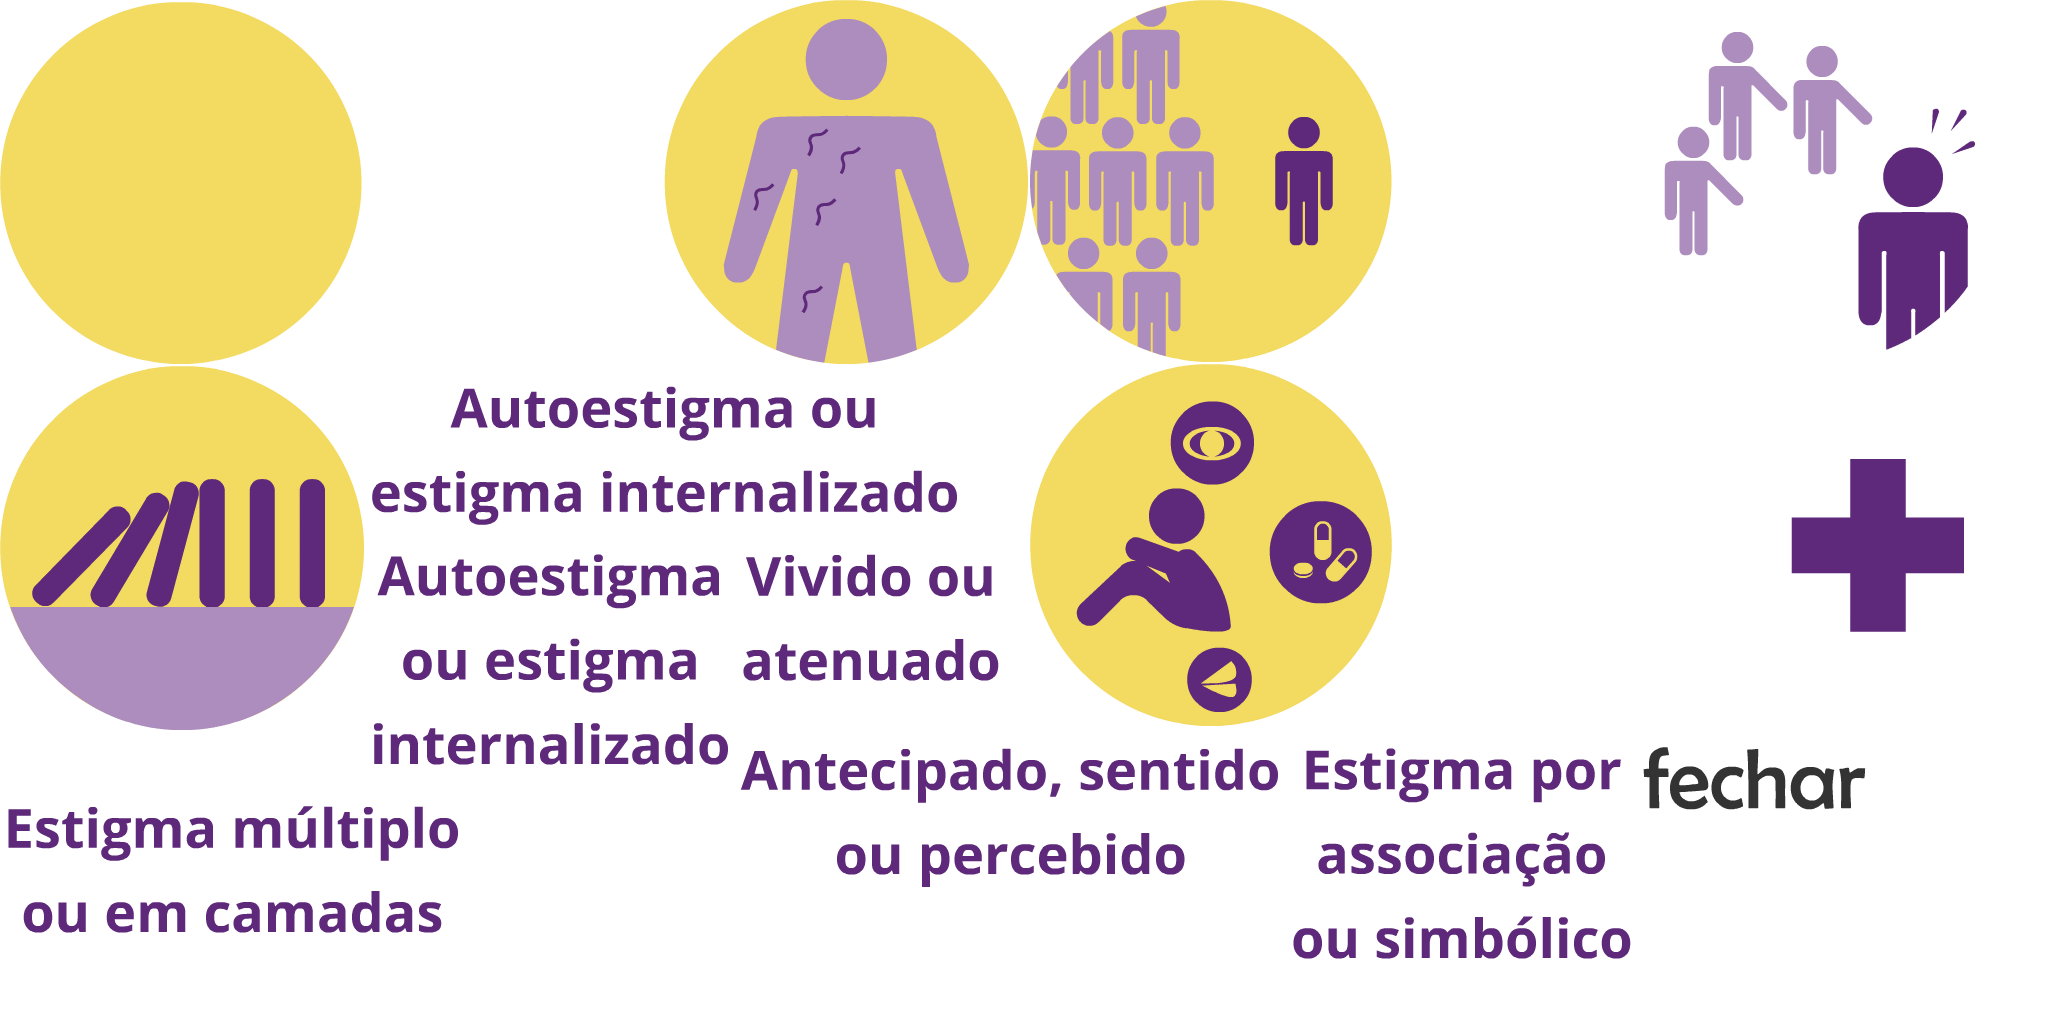 Autoestigma ou
estigma internalizado
Autoestigma
ou estigma
internalizado
Vivido ou
atenuado
Estigma múltiplo
ou em camadas
Antecipado, sentido
ou percebido
Estigma por
associação
ou simbólico
fechar